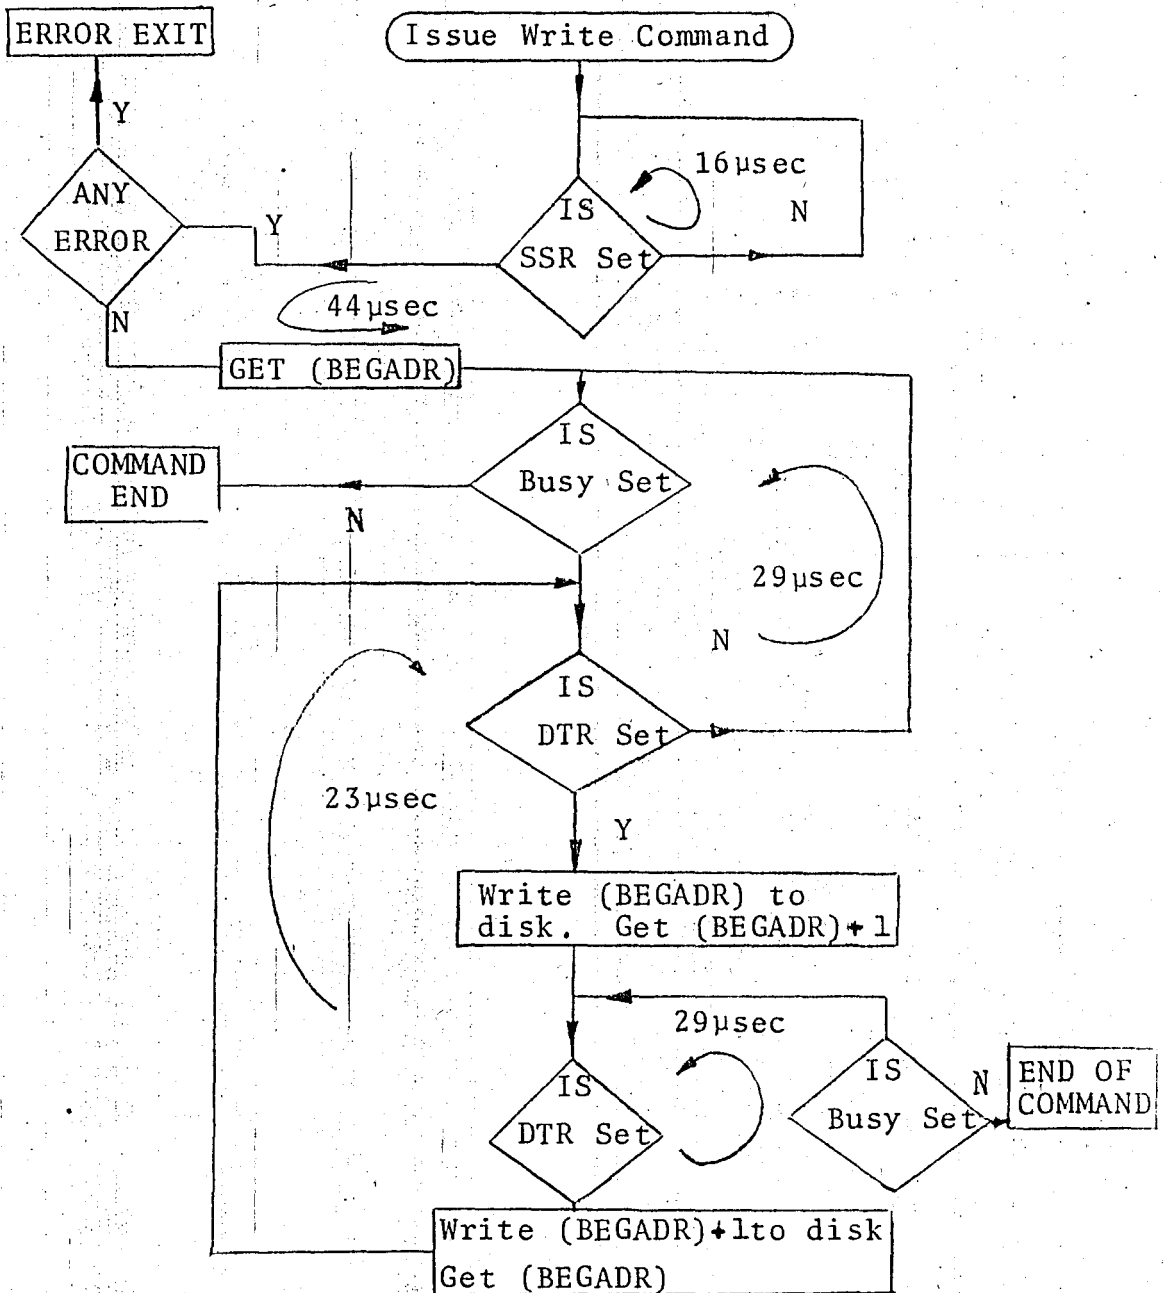 ERROR EXIT
Issue Write Command
Y
16µsec
ANY
ERROR
Y
IS
SSR Set
N
44µsec
N
GET (BEGADR)
IS
Busy Set
COMMAND
END
N
29µsec
N
IS
DTR Set
23µsec
Y
Write (BEGADR) to
disk. Get (BEGADR)+1
29µsec
IS
DTR Set
IS
Busy Set
N
END OF
COMMAND
Write (BEGADR)+1to disk
Get (BEGADR)